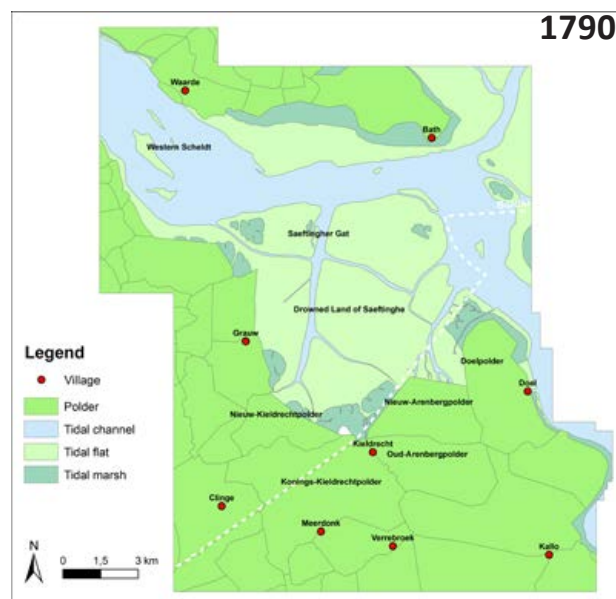 1790
Waarde
Bath
Western Scheldt
Saeftingher Gat
Drowned Land of Saeftinghe
Grauw
Doelpolder
Doel
Nieuw-Kieldrechtpolder
Nieuw-Arenbergpolder
Kieldrecht
Oud-Arenbergpolder
Konings-Kieldrechtpolder
Clinge
Meerdonk
Verrebroek
Kallo
Legend
Village
Polder
Tidal channel
Tidal flat
Tidal marsh
N
0 1,5 3 km